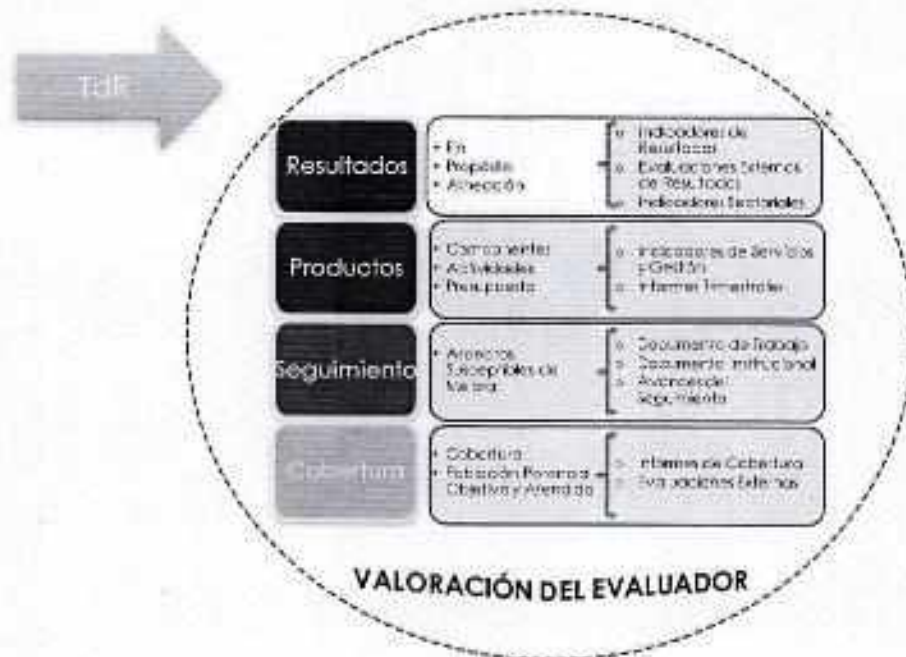 TdR
Resultados
• Fin
• Propósito
• Atención
o Indicadores de
Resultados
o Evaluaciones Externas
de Resultados
o Indicadores Sectoriales
Productos
• Componentes
• Actividades
• Presupuesto
o Indicadores de Servicios
y Gestión
o Informes Trimestrales
Seguimiento
• Aspectos
Susceptibles de
Mejora
o Documento de Trabajo
o Documento Institucional
o Avances del
Seguimiento
Cobertura
• Cobertura
• Población Potencial
Objetivo y Atendida
o Informes de Cobertura
o Evaluaciones Externas
VALORACIÓN DEL EVALUADOR